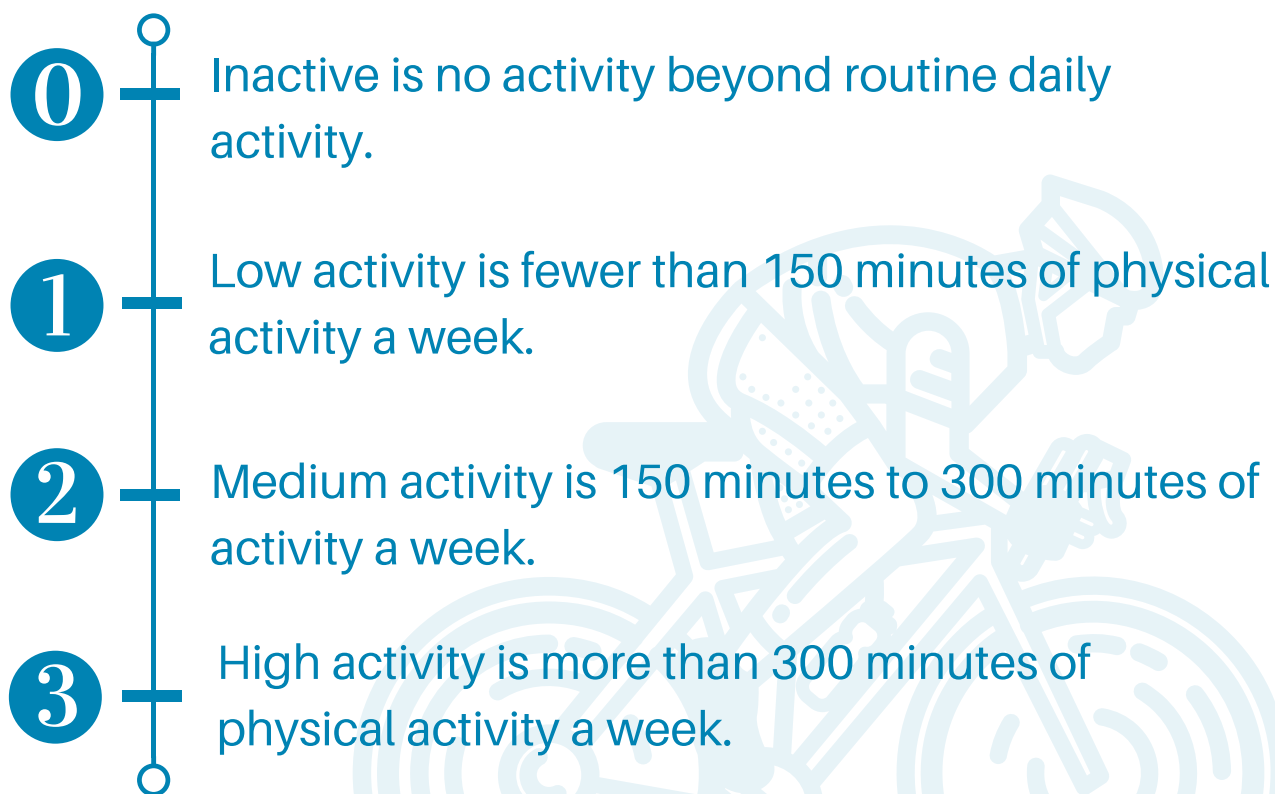 0
Inactive is no activity beyond routine daily
activity.
1
Low activity is fewer than 150 minutes of physical
activity a week.
2
Medium activity is 150 minutes to 300 minutes of
activity a week.
3
High activity is more than 300 minutes of
physical activity a week.